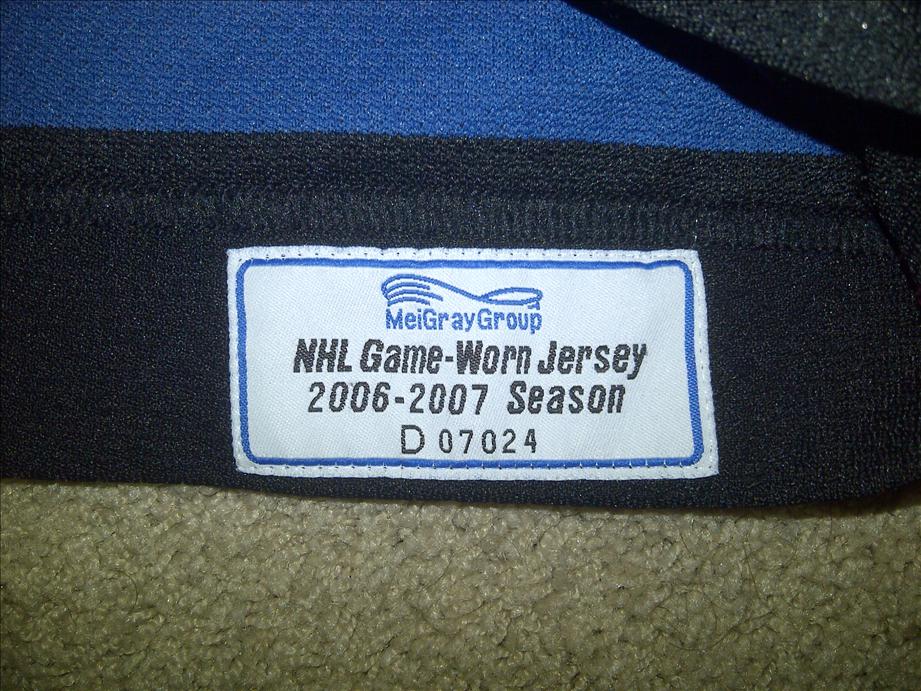 MeiGrayGroup
NHL Game-Worn Jersey
2006-2007 Season
D 07024